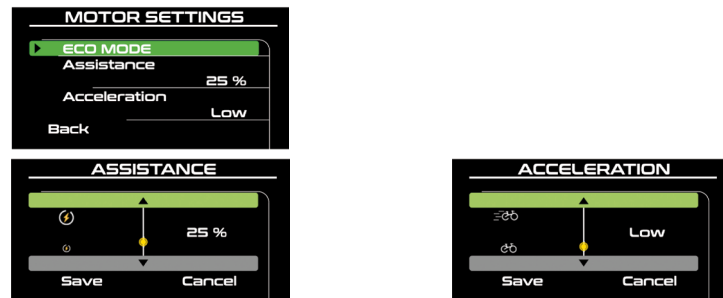 MOTOR SETTINGS
ECO MODE
Assistance
25 %
Acceleration
Low
Back
ASSISTANCE
25 %
Save Cancel
ACCELERATION
Low
Save Cancel